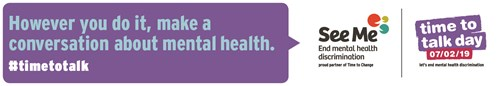 However you do it, make a
conversation about mental health.
#timetotalk
See Me
End mental health
discrimination
proud partner of Time to Change
time to
talk day
07/02/19
let's end mental health discrimination